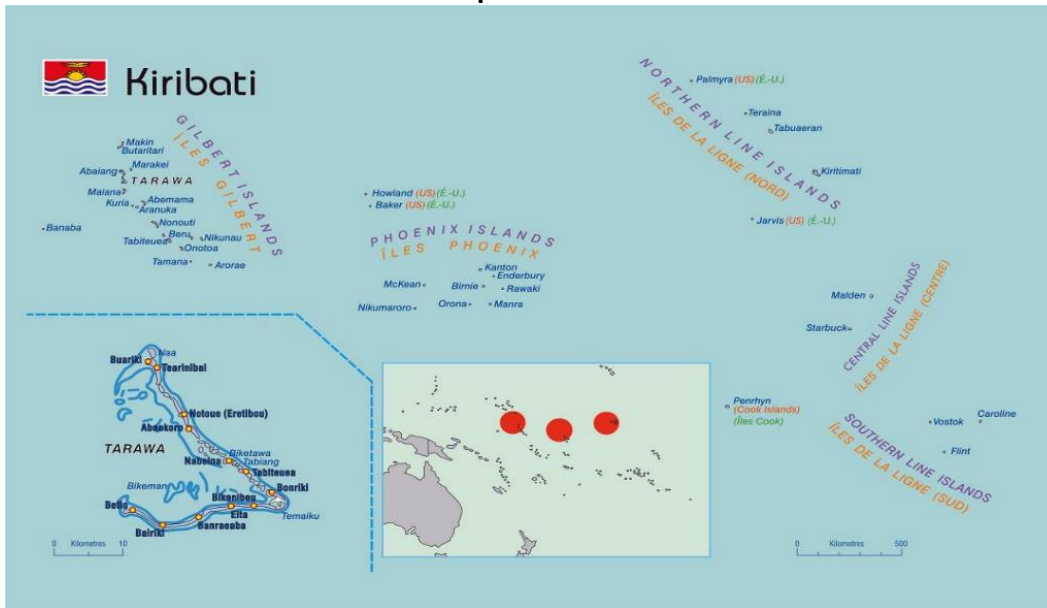 Kiribati
GILBERT ISLANDS
ÎLES GILBERT
Makin
Butaritari
Marakei
Abaiang
TARAWA
Maiana
Abemama
Kuria
Aranuka
Banaba
Nonouti
Beru
Nikunau
Tabiteuea
Onotoa
Tamana
Arorae
Howland (US) (É.-U.)
Baker (US) (É.-U.)
PHOENIX ISLANDS
ÎLES PHOENIX
Kanton
Enderbury
McKean
Birnie
Rawaki
Nikumaroro
Orona
Manra
NORTHERN LINE ISLANDS
ÎLES DE LA LIGNE (NORD)
Palmyra (US) (É.-U.)
Teraina
Tabuaeran
Kiritimati
Jarvis (US) (É.-U.)
CENTRAL LINE ISLANDS
ÎLES DE LA LIGNE (CENTRE)
Malden
Starbuck
Penrhyn
(Cook Islands)
(Îles Cook)
SOUTHERN LINE ISLANDS
ÎLES DE LA LIGNE (SUD)
Caroline
Vostok
Flint
Naa
Buariki
Tearinibai
Notoue (Eretibou)
Abaokoro
TARAWA
Biketawa
Nabeina
Tabiang
Tabiteuea
Bikeman
Bonriki
Betio
Bikenibeu
Eita
Temaiku
Banraeaba
Bairiki
0 Kilometres 10
0 Kilometres 500